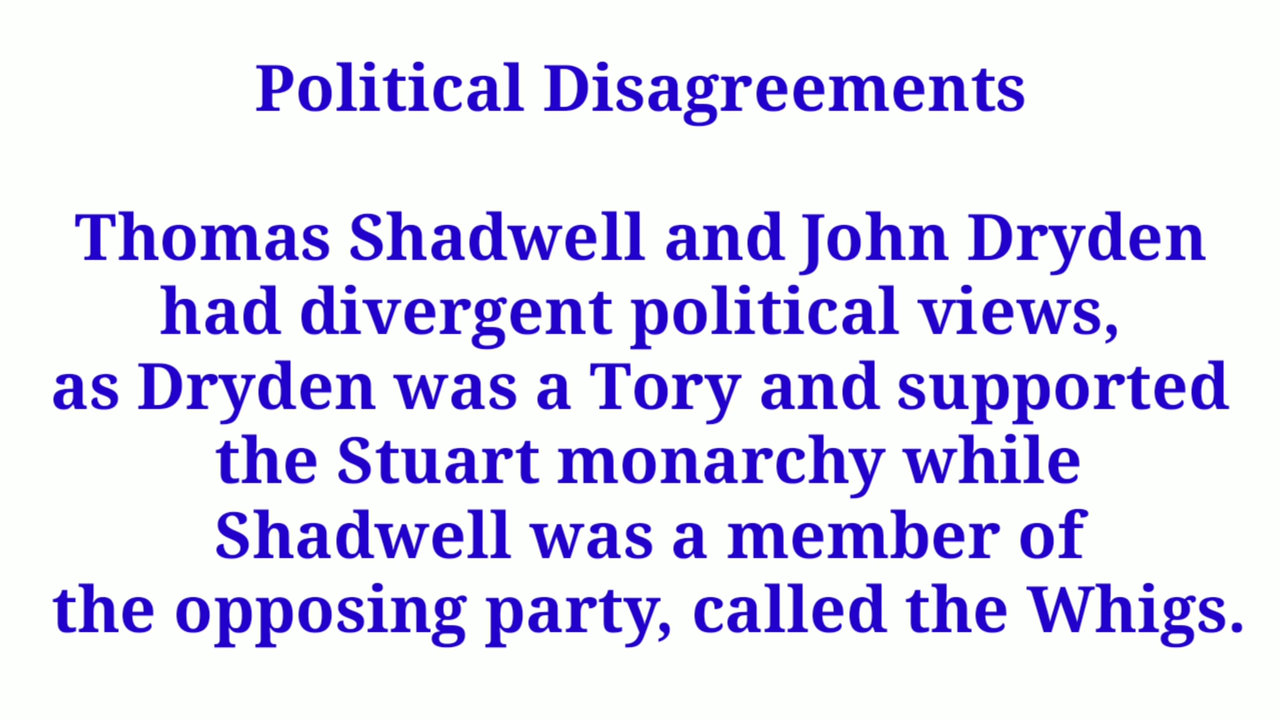 Political Disagreements
Thomas Shadwell and John Dryden
had divergent political views,
as Dryden was a Tory and supported
the Stuart monarchy while
Shadwell was a member of
the opposing party, called the Whigs.